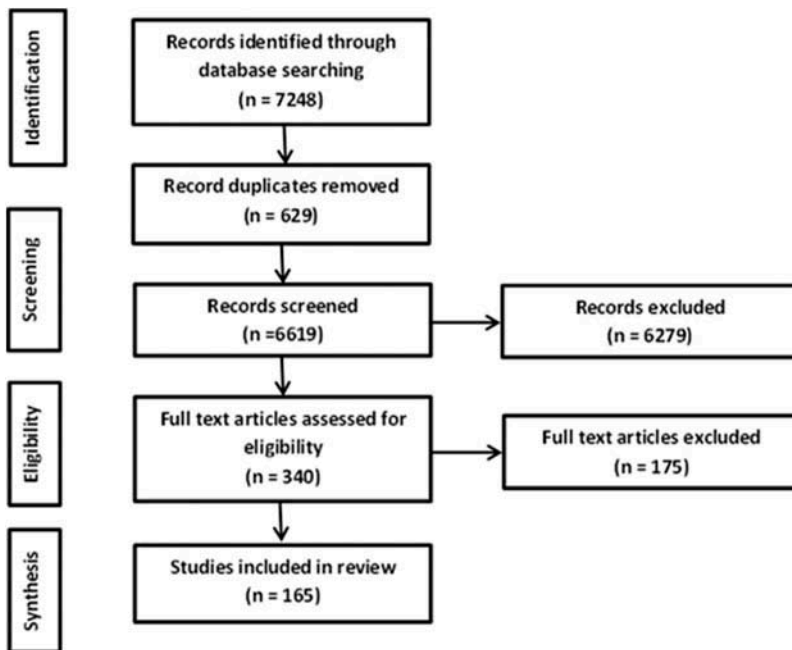 Identification
Records identified through
database searching
(n = 7248)
Record duplicates removed
(n = 629)
Screening
Records screened
(n =6619)
Records excluded
(n = 6279)
Eligibility
Full text articles assessed for
eligibility
(n = 340)
Full text articles excluded
(n = 175)
Synthesis
Studies included in review
(n = 165)